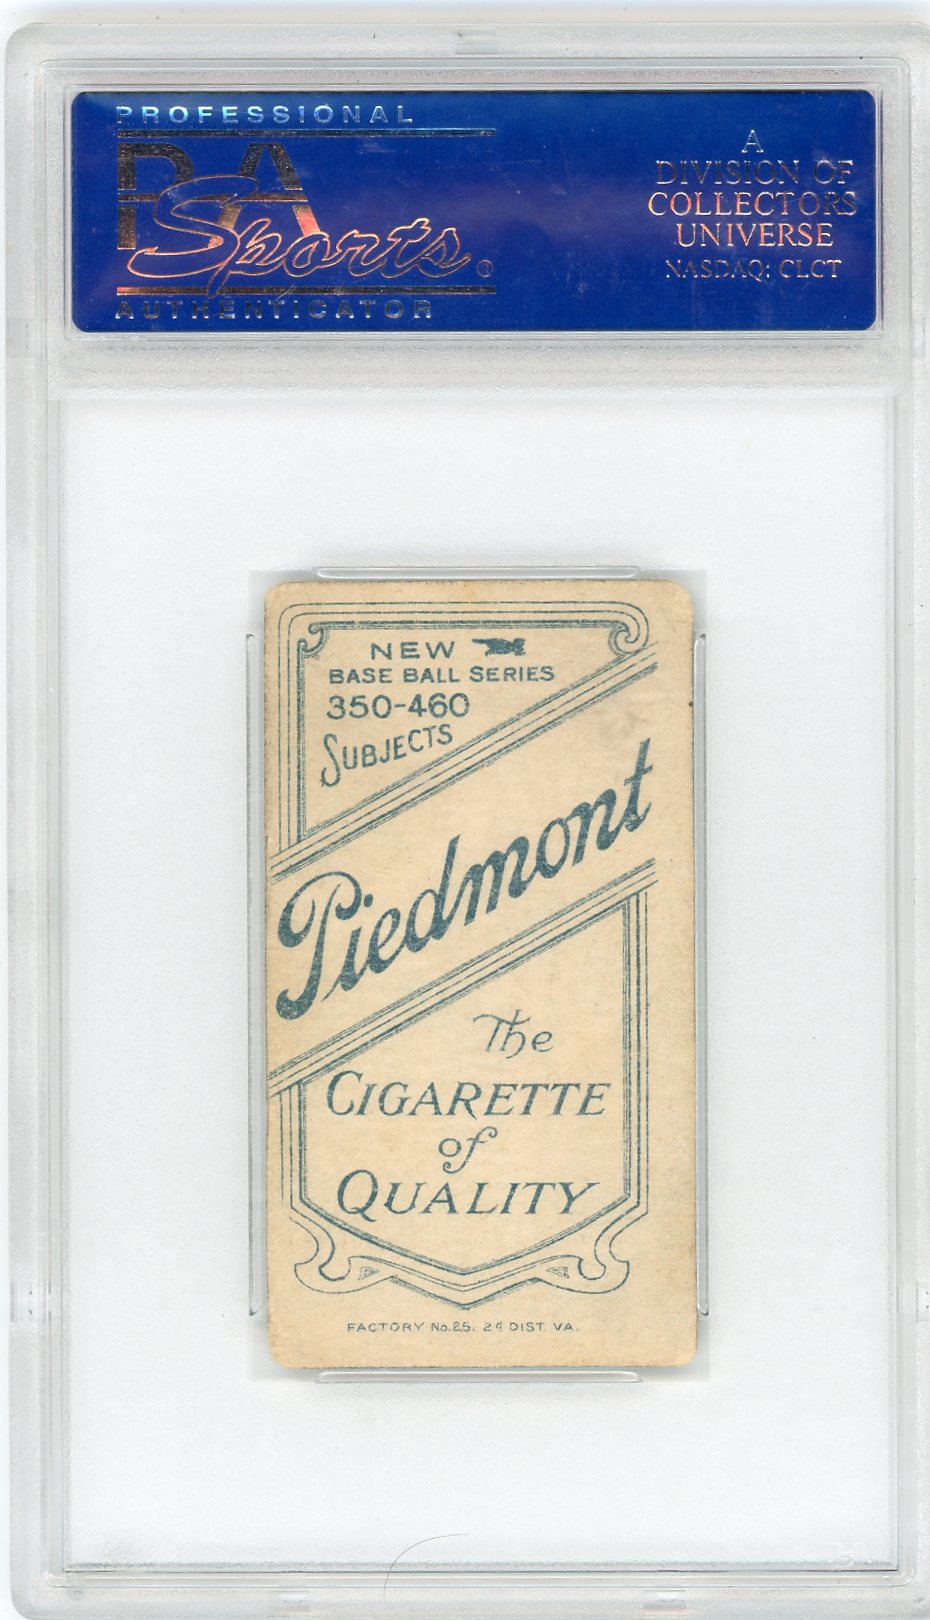 PROFESSIONAL
PSA
Sports®
AUTHENTICATOR
A
DIVISION OF
COLLECTORS
UNIVERSE
NASDAQ: CLCT
NEW
BASE BALL SERIES
350-460
SUBJECTS
Piedmont
The
CIGARETTE
of
QUALITY
FACTORY No. 25. 2d DIST. VA.